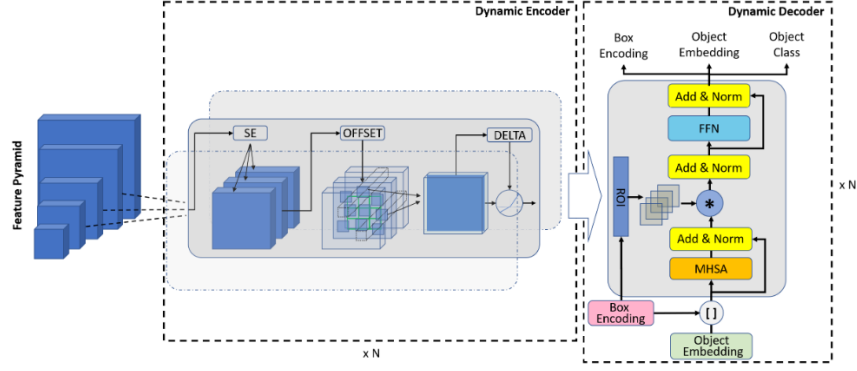 Dynamic Encoder
Dynamic Decoder
Box
Encoding
Object
Embedding
Object
Class
Feature Pyramid
SE
OFFSET
DELTA
Add & Norm
FFN
Add & Norm
ROI
*
Add & Norm
MHSA
Box
Encoding
[ ]
Object
Embedding
x N
x N